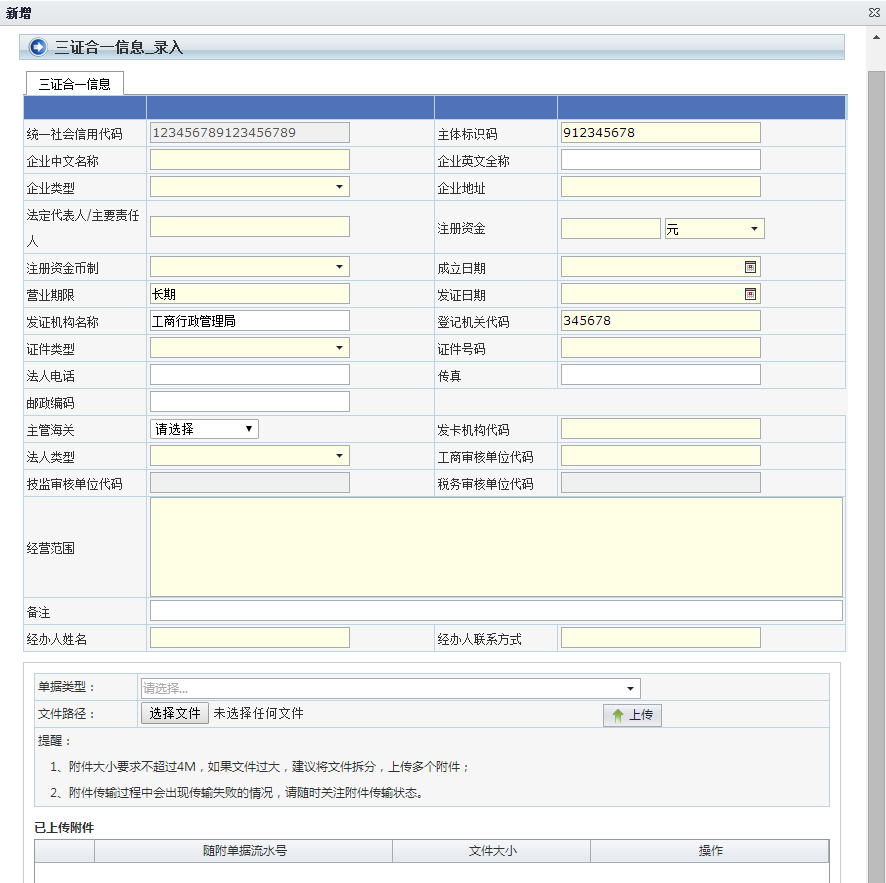 新增
三证合一信息_录入
三证合一信息
统一社会信用代码 123456789123456789 主体标识码 912345678
企业中文名称 企业英文全称
企业类型 企业地址
法定代表人/主要责任
人 注册资金 元
注册资金币制 成立日期
营业期限 长期 发证日期
发证机构名称 工商行政管理局 登记机关代码 345678
证件类型 证件号码
法人电话 传真
邮政编码
主管海关 请选择 发卡机构代码
法人类型 工商审核单位代码
技监审核单位代码 税务审核单位代码
经营范围
备注
经办人姓名 经办人联系方式
单据类型： 请选择...
文件路径： 选择文件 未选择任何文件 上传
提醒：
1、附件大小要求不超过4M，如果文件过大，建议将文件拆分，上传多个附件；
2、附件传输过程中会出现传输失败的情况，请随时关注附件传输状态。
已上传附件
随附单据流水号 文件大小 操作